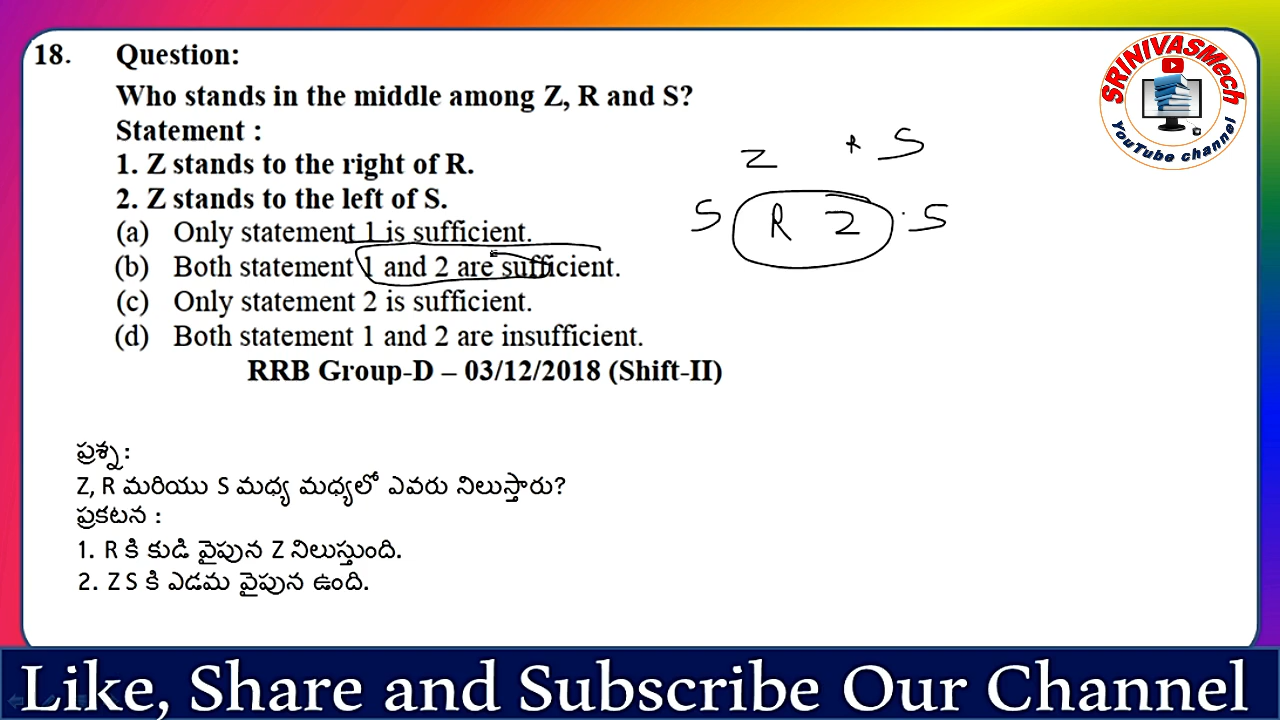 18. Question:
Who stands in the middle among Z, R and S?
Statement :
1. Z stands to the right of R.
2. Z stands to the left of S.
(a) Only statement 1 is sufficient.
(b) Both statement 1 and 2 are sufficient.
(c) Only statement 2 is sufficient.
(d) Both statement 1 and 2 are insufficient.
RRB Group-D – 03/12/2018 (Shift-II)
SRINIVASMech
YouTube channel
Z R S
S R Z S
ప్రశ్న:
Z, R మరియు S మధ్య మధ్యలో ఎవరు నిలుస్తారు?
ప్రకటన :
1. R కి కుడి వైపున Z నిలుస్తుంది.
2. Z S కి ఎడమ వైపున ఉంది.
Like, Share and Subscribe Our Channel